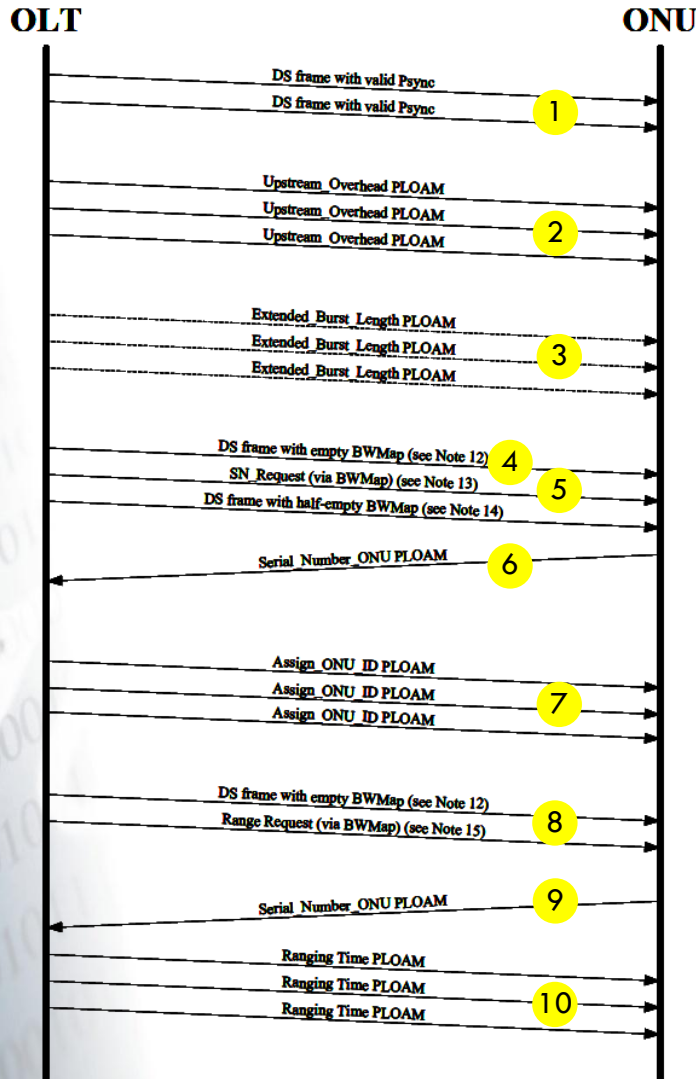 OLT
ONU
DS frame with valid Psync
DS frame with valid Psync
1
Upstream_Overhead PLOAM
Upstream_Overhead PLOAM
Upstream_Overhead PLOAM
2
Extended_Burst_Length PLOAM
Extended_Burst_Length PLOAM
Extended_Burst_Length PLOAM
3
DS frame with empty BWMap (see Note 12)
4
SN_Request (via BWMap) (see Note 13)
5
DS frame with half-empty BWMap (see Note 14)
Serial_Number_ONU PLOAM
6
Assign_ONU_ID PLOAM
Assign_ONU_ID PLOAM
Assign_ONU_ID PLOAM
7
DS frame with empty BWMap (see Note 12)
Range Request (via BWMap) (see Note 15)
8
Serial_Number_ONU PLOAM
9
Ranging Time PLOAM
Ranging Time PLOAM
Ranging Time PLOAM
10